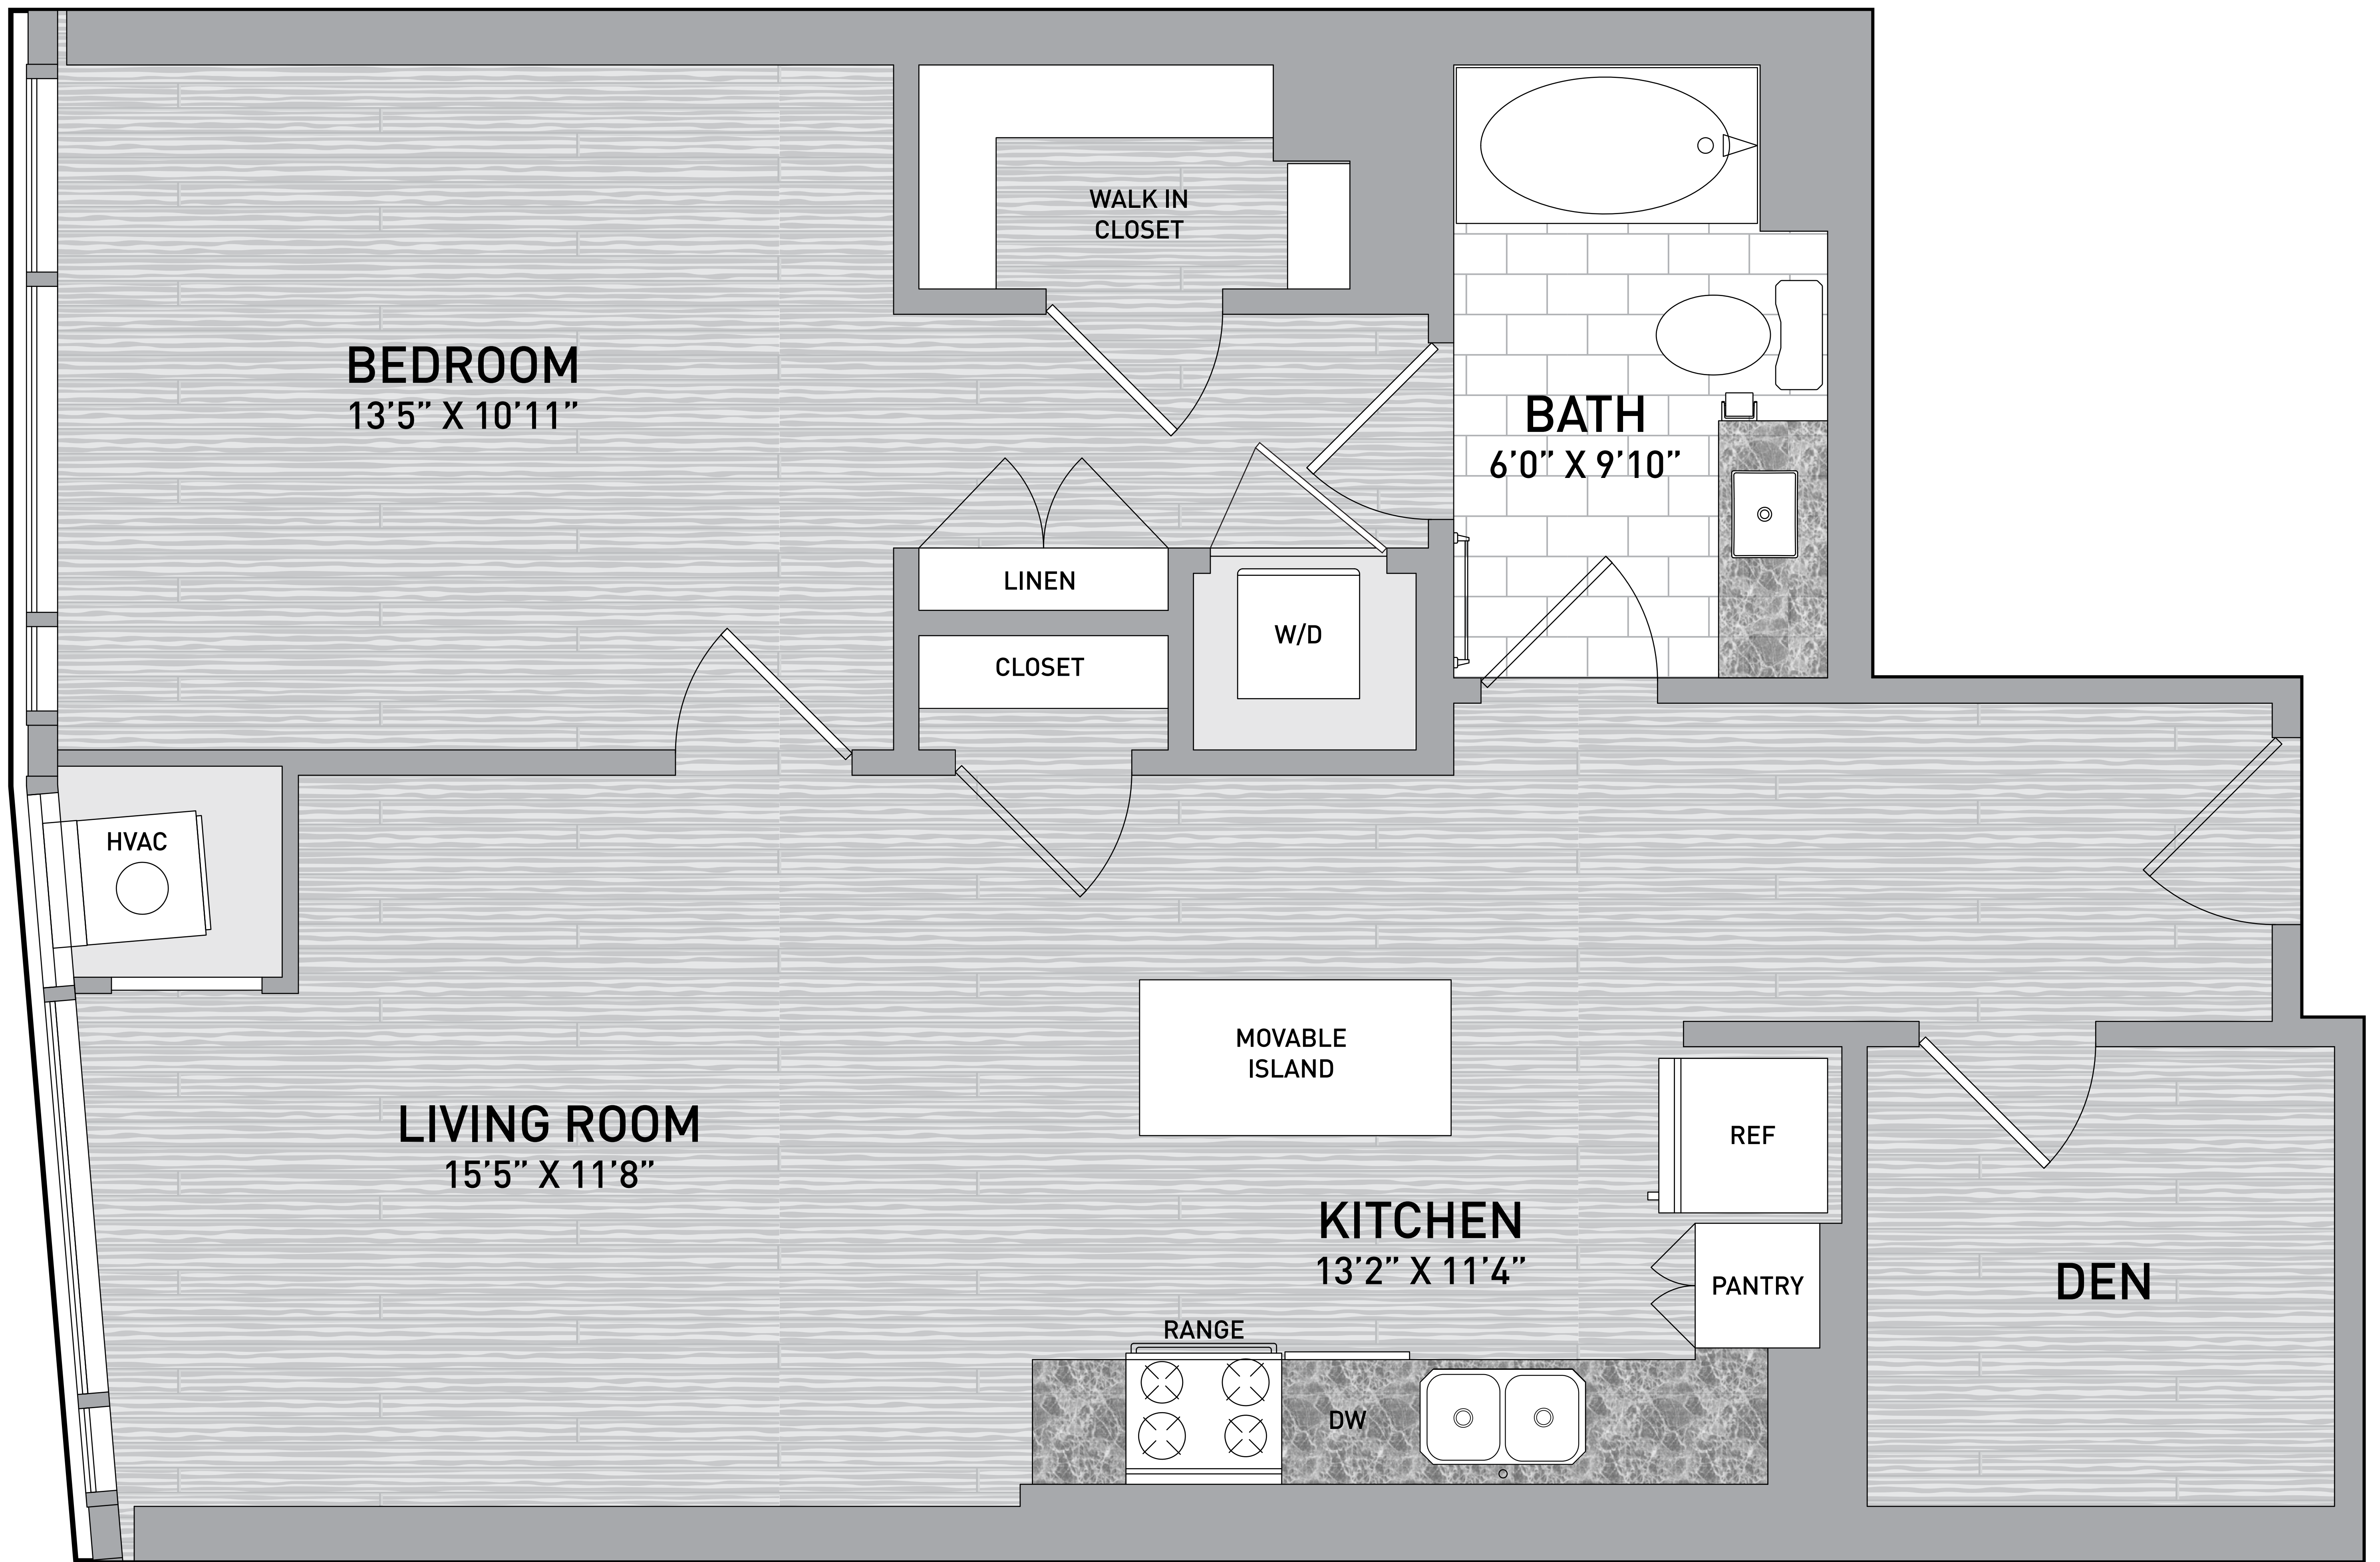 WALK IN
CLOSET
BEDROOM
13’5” X 10’11”
BATH
6’0” X 9’10”
LINEN
W/D
CLOSET
HVAC
MOVABLE
ISLAND
LIVING ROOM
15’5” X 11’8”
REF
KITCHEN
13’2” X 11’4”
PANTRY
DEN
RANGE
DW